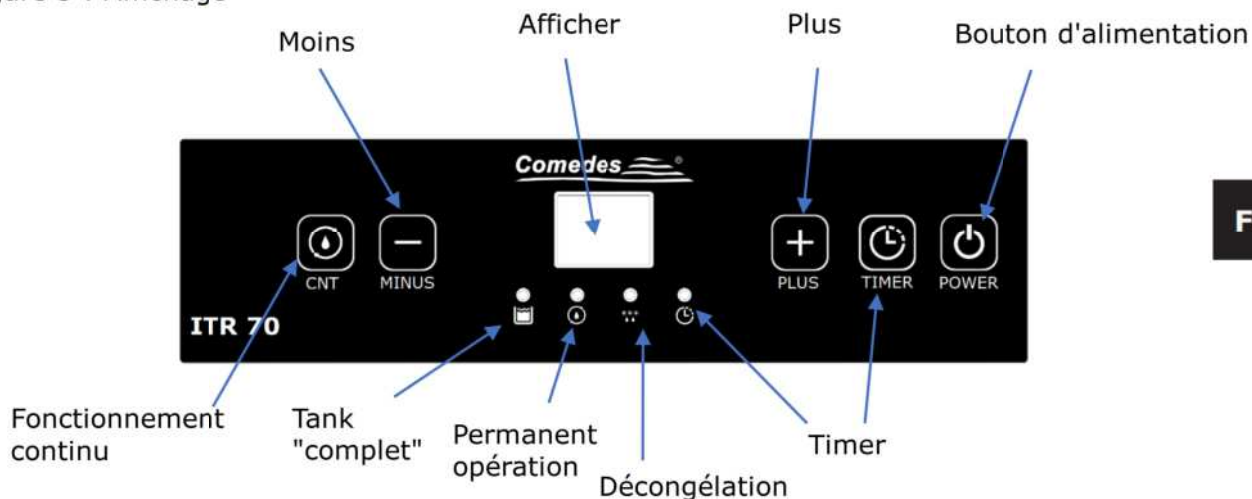 Moins
Afficher
Plus
Bouton d'alimentation
Comedes ®
CNT
MINUS
PLUS
TIMER
POWER
ITR 70
F
Fonctionnement
continu
Tank
"complet"
Permanent
opération
Décongélation
Timer